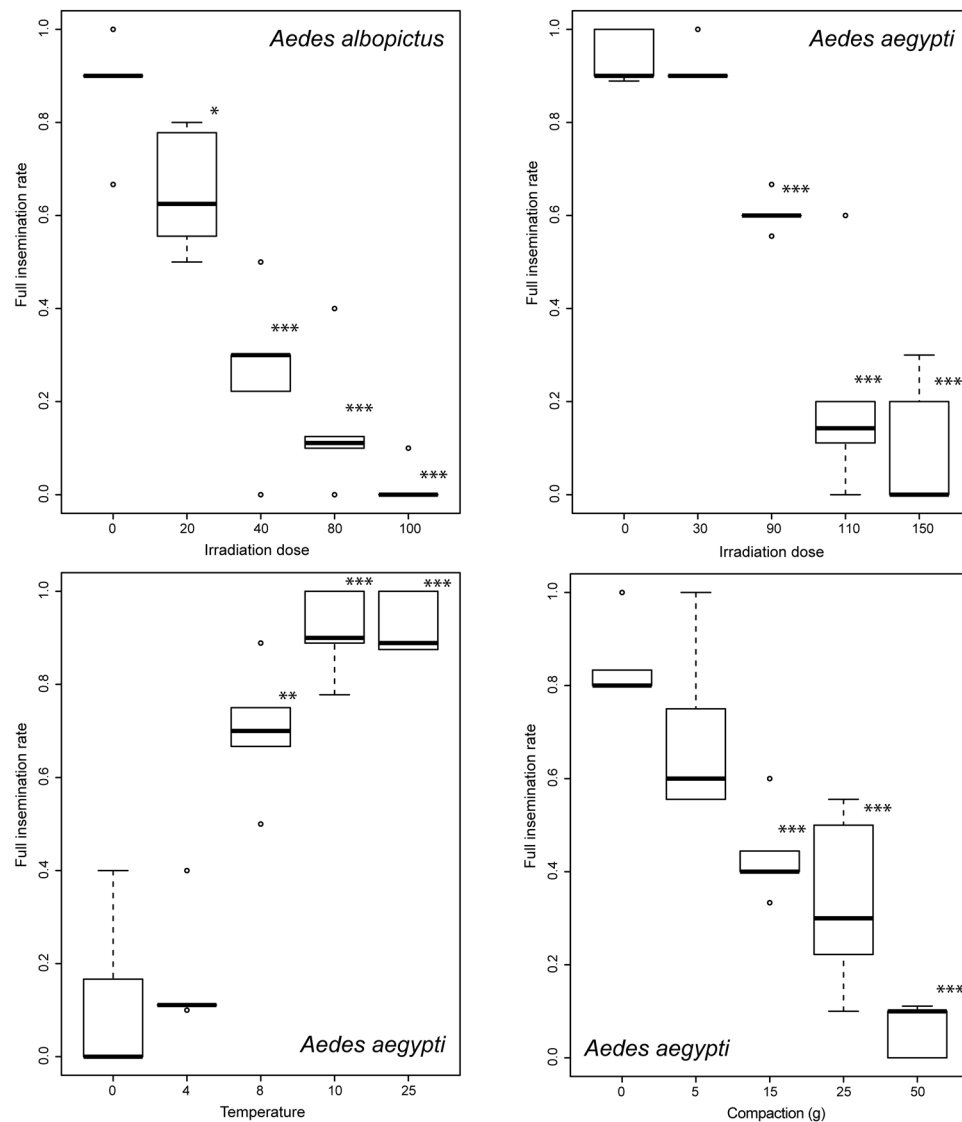 Aedes albopictus
Full insemination rate
1.0
0.8
0.6
0.4
0.2
0.0
*
***
***
***
0 20 40 80 100
Irradiation dose
Aedes aegypti
Full insemination rate
1.0
0.8
0.6
0.4
0.2
0.0
***
***
***
0 30 90 110 150
Irradiation dose
Full insemination rate
1.0
0.8
0.6
0.4
0.2
0.0
***
***
**
Aedes aegypti
0 4 8 10 25
Temperature
Full insemination rate
1.0
0.8
0.6
0.4
0.2
0.0
***
***
***
Aedes aegypti
0 5 15 25 50
Compaction (g)